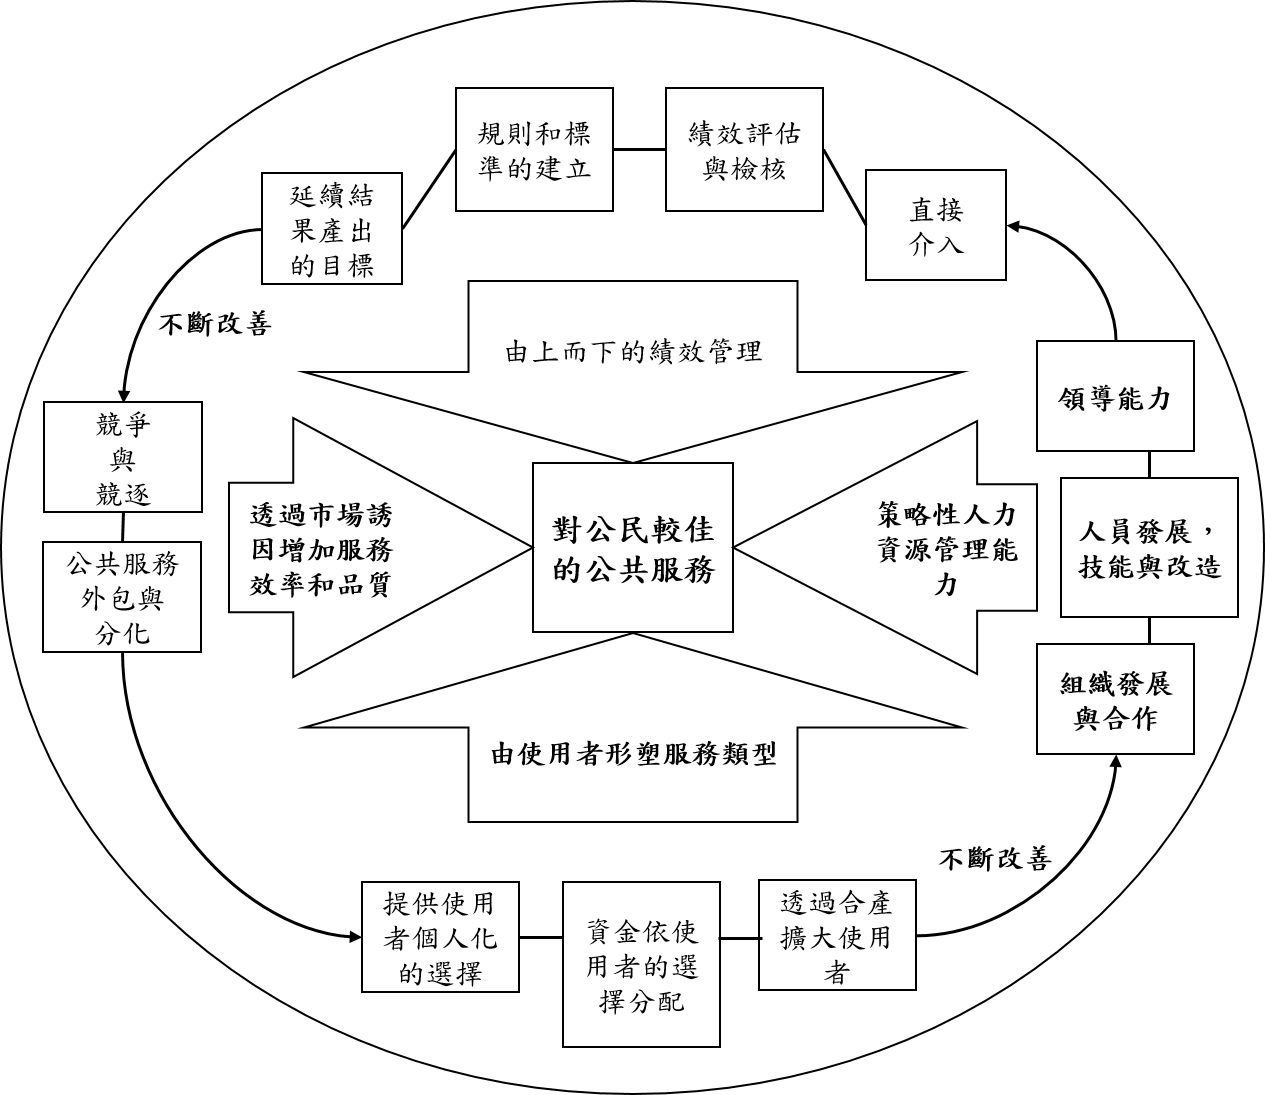 規則和標
準的建立
績效評估
與檢核
延續結
果產出
的目標
直接
介入
不斷改善
由上而下的績效管理
領導能力
競爭
與
競逐
透過市場誘
因增加服務
效率和品質
對公民較佳
的公共服務
策略性人力
資源管理能
力
人員發展，
技能與改造
公共服務
外包與
分化
組織發展
與合作
由使用者形塑服務類型
不斷改善
提供使用
者個人化
的選擇
資金依使
用者的選
擇分配
透過合產
擴大使用
者